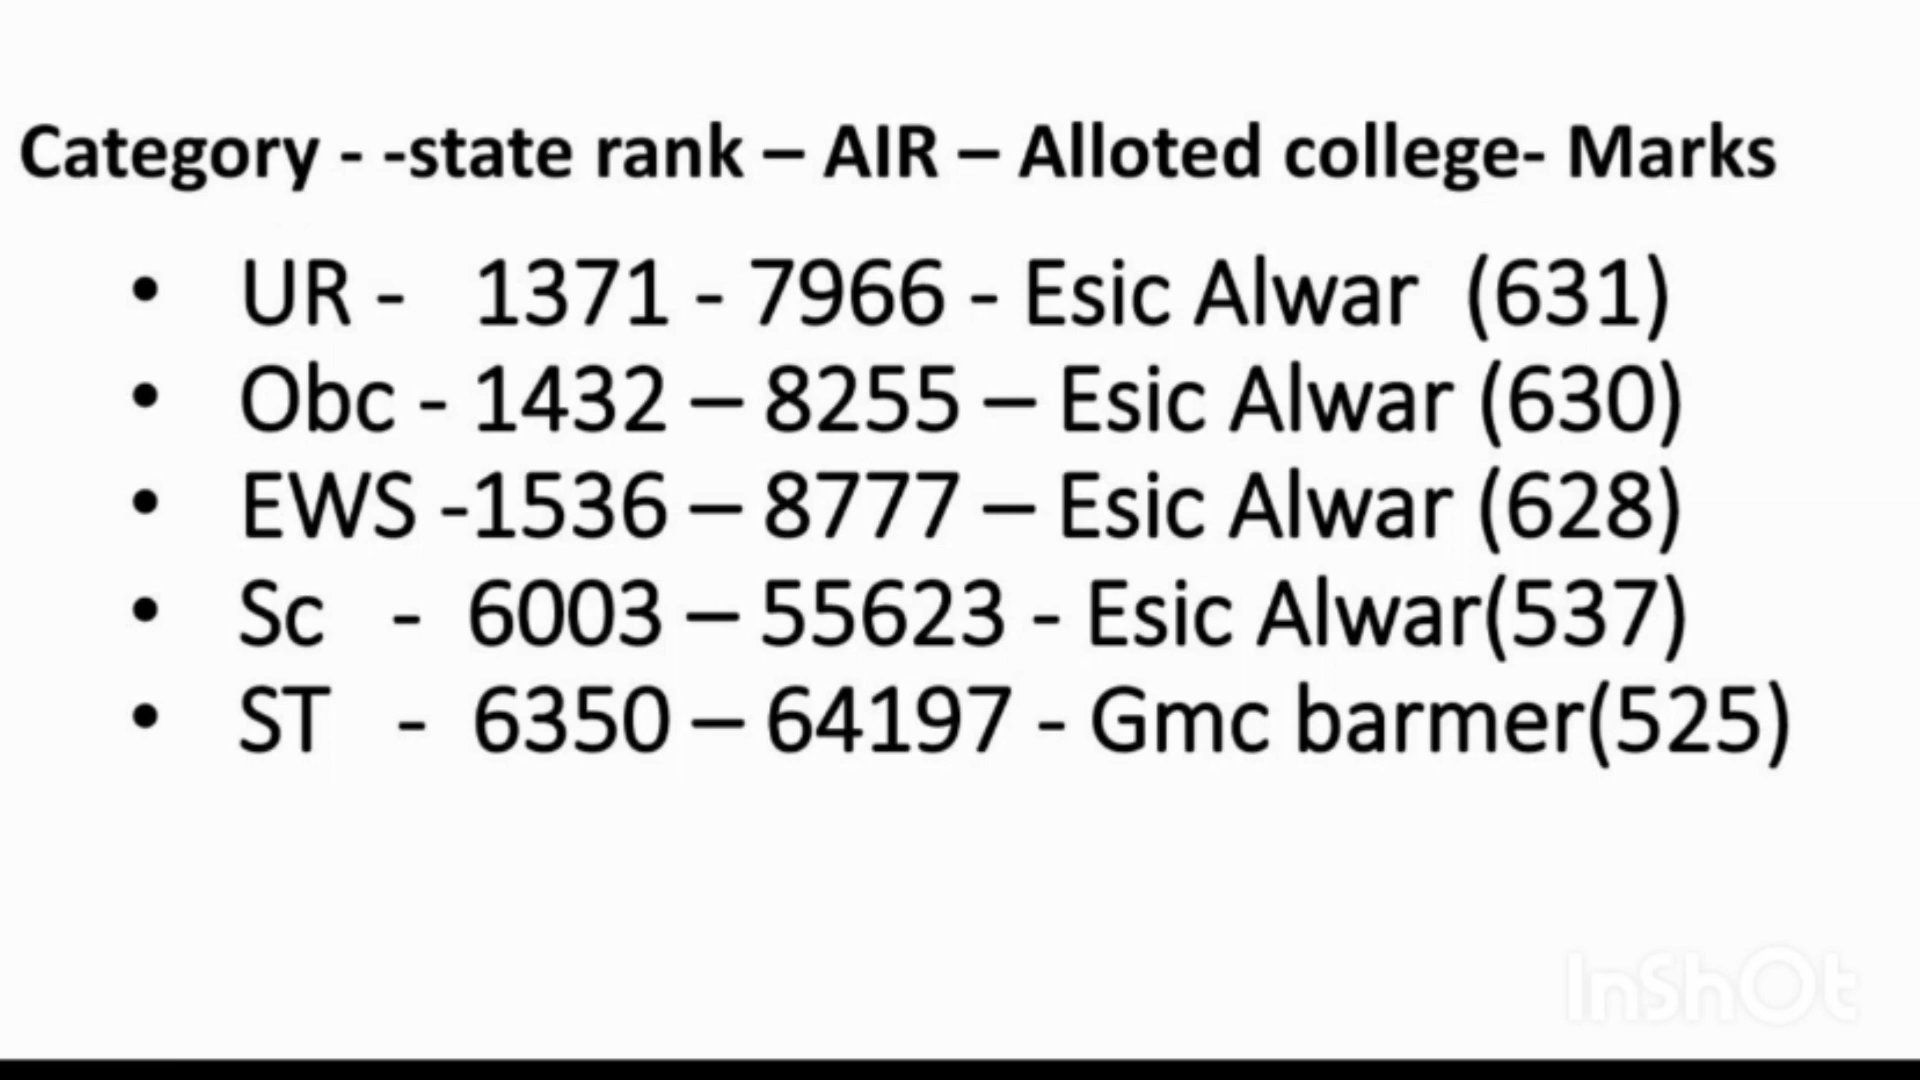 Category - -state rank – AIR – Alloted college- Marks
• UR - 1371 - 7966 - Esic Alwar (631)
• Obc - 1432 – 8255 – Esic Alwar (630)
• EWS -1536 – 8777 – Esic Alwar (628)
• Sc - 6003 – 55623 - Esic Alwar(537)
• ST - 6350 – 64197 - Gmc barmer(525)
InShOt